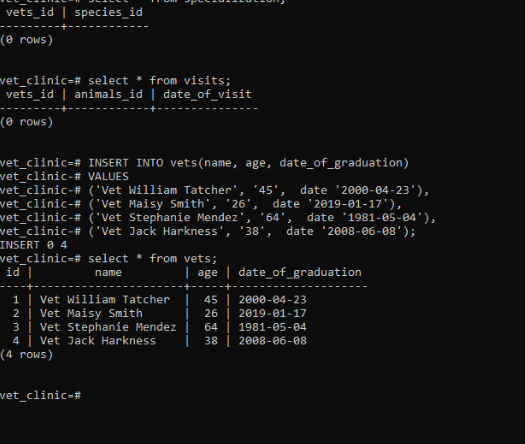 vet_clinic=# select * from specialization;
 vets_id | species_id
---------+------------
(0 rows)
vet_clinic=# select * from visits;
 vets_id | animals_id | date_of_visit
---------+------------+---------------
(0 rows)
vet_clinic=# INSERT INTO vets(name, age, date_of_graduation)
vet_clinic-# VALUES
vet_clinic-# ('Vet William Tatcher', '45',  date '2000-04-23'),
vet_clinic-# ('Vet Maisy Smith', '26',  date '2019-01-17'),
vet_clinic-# ('Vet Stephanie Mendez', '64',  date '1981-05-04'),
vet_clinic-# ('Vet Jack Harkness', '38',  date '2008-06-08');
INSERT 0 4
vet_clinic=# select * from vets;
 id |         name         | age | date_of_graduation
----+----------------------+-----+--------------------
  1 | Vet William Tatcher  |  45 | 2000-04-23
  2 | Vet Maisy Smith      |  26 | 2019-01-17
  3 | Vet Stephanie Mendez |  64 | 1981-05-04
  4 | Vet Jack Harkness    |  38 | 2008-06-08
(4 rows)
vet_clinic=#